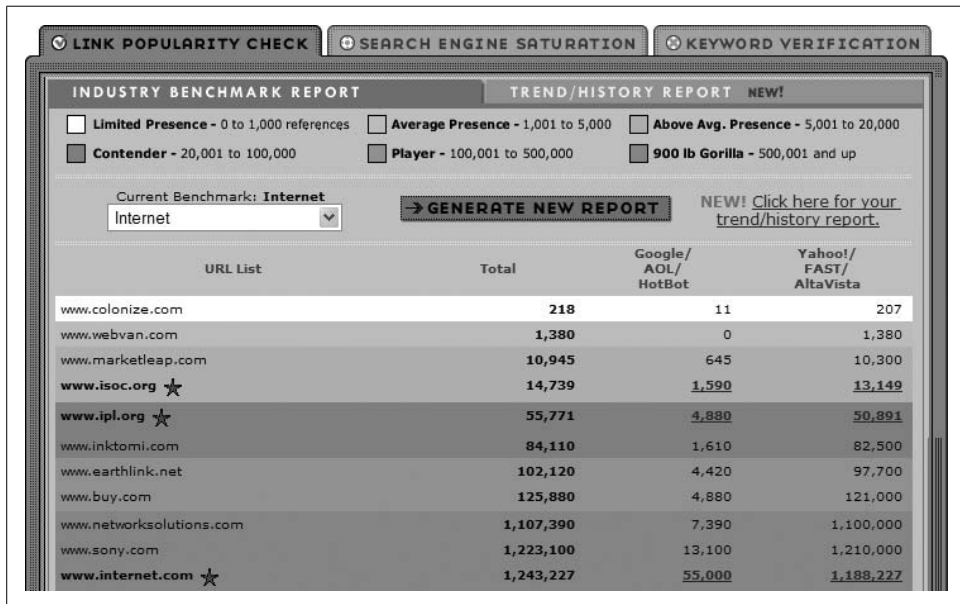 LINK POPULARITY CHECK SEARCH ENGINE SATURATION KEYWORD VERIFICATION
INDUSTRY BENCHMARK REPORT TREND/HISTORY REPORT NEW!
Limited Presence - 0 to 1,000 references Average Presence - 1,001 to 5,000 Above Avg. Presence - 5,001 to 20,000
Contender - 20,001 to 100,000 Player - 100,001 to 500,000 900 lb Gorilla - 500,001 and up
Current Benchmark: Internet
Internet
GENERATE NEW REPORT
NEW! Click here for your
trend/history report.
URL List Total Google/ AOL/ HotBot Yahoo!/ FAST/ AltaVista
www.colonize.com 218 11 207
www.webvan.com 1,380 0 1,380
www.marketleap.com 10,945 645 10,300
www.isoc.org 14,739 1,590 13,149
www.ipl.org 55,771 4,880 50,891
www.inktomi.com 84,110 1,610 82,500
www.earthlink.net 102,120 4,420 97,700
www.buy.com 125,880 4,880 121,000
www.networksolutions.com 1,107,390 7,390 1,100,000
www.sony.com 1,223,100 13,100 1,210,000
www.internet.com 1,243,227 55,000 1,188,227